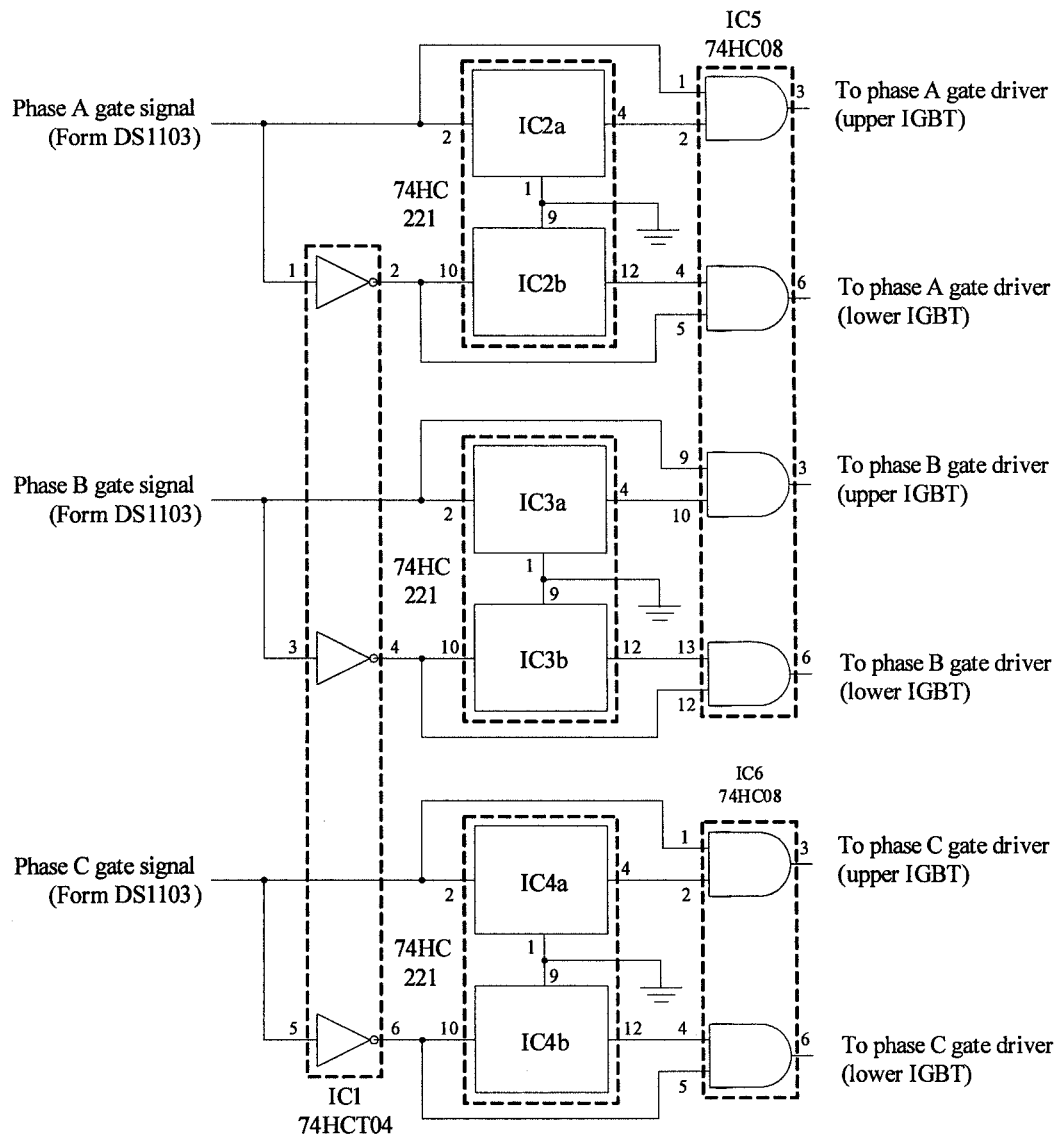 IC5
74HC08
Phase A gate signal
(Form DS1103)
2
IC2a
4
1
2
3
To phase A gate driver
(upper IGBT)
74HC
221
1
9
1
2
10
IC2b
12
4
5
6
To phase A gate driver
(lower IGBT)
Phase B gate signal
(Form DS1103)
2
IC3a
4
9
10
3
To phase B gate driver
(upper IGBT)
74HC
221
1
9
3
4
10
IC3b
12
13
12
6
To phase B gate driver
(lower IGBT)
IC6
74HC08
Phase C gate signal
(Form DS1103)
2
IC4a
4
1
2
3
To phase C gate driver
(upper IGBT)
74HC
221
1
9
5
6
10
IC4b
12
4
5
6
To phase C gate driver
(lower IGBT)
IC1
74HCT04